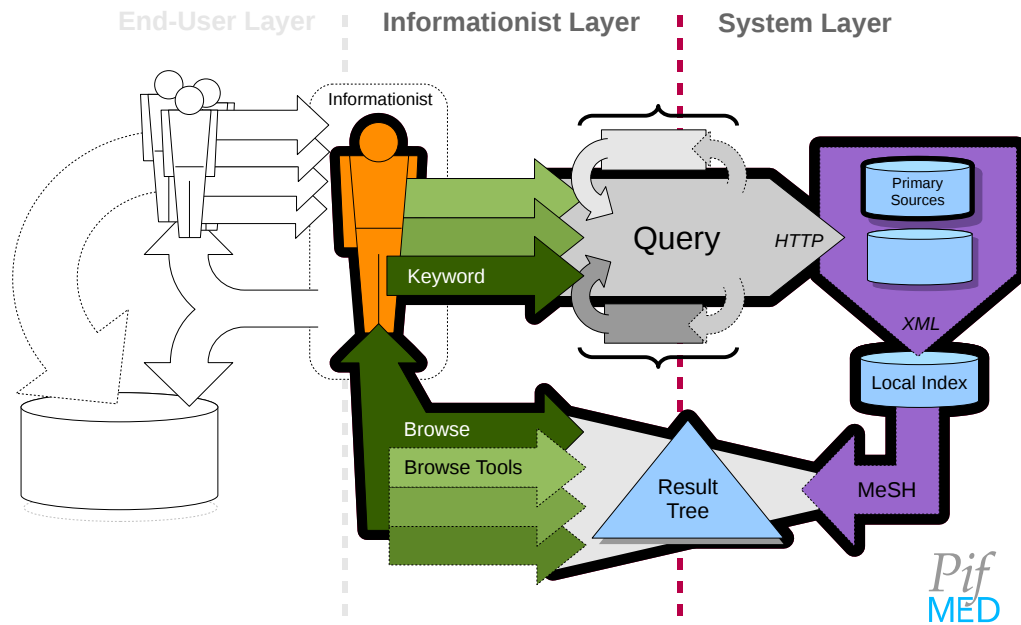 End-User Layer
Informationist Layer
System Layer
Informationist
Primary
Sources
Query
HTTP
Keyword
XML
Local Index
Browse
Browse Tools
Result
Tree
MeSH
Pif
MED